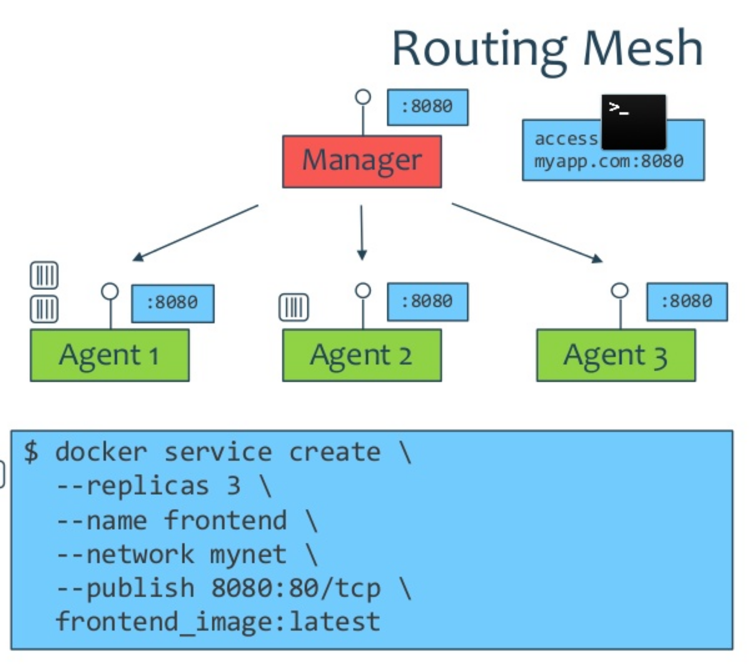 Routing Mesh
:8080
>_
access
myapp.com:8080
Manager
:8080
:8080
:8080
Agent 1
Agent 2
Agent 3
$ docker service create \
--replicas 3 \
--name frontend \
--network mynet \
--publish 8080:80/tcp \
frontend_image:latest